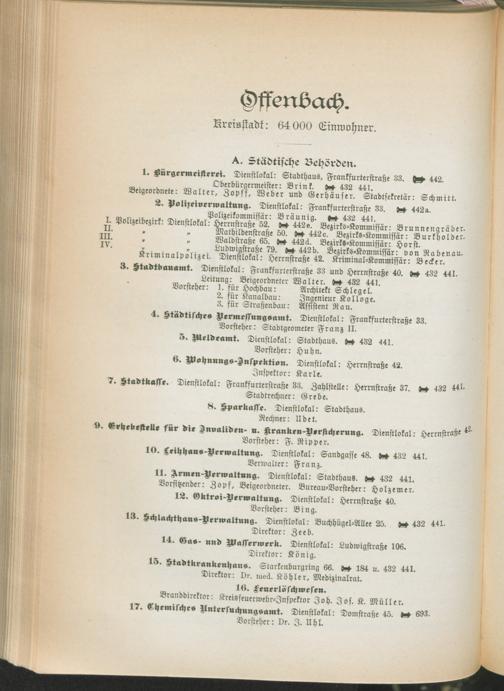 Offenbach.
Kreisstadt: 64 000 Einwohner.
A. Städtische Behörden.
1. Bürgermeisterei. Dienstlokal: Stadthaus, Frankfurterstraße 33. 442.
Oberbürgermeister: Brink. 432 441.
Beigeordnete: Walter, Zopff, Weber und Gerhäuser. Stadtsekretär: Schmitt.
2. Polizeiverwaltung. Dienstlokal: Frankfurterstraße 33. 442a.
Polizeikommissär: Bräunig. 432 441.
I. Polizeibezirk: Dienstlokal: Herrnstraße 52. 442e. Bezirks-Kommissär: Brunnengräber.
II. " " Mathildenstraße 50. 442c. Bezirks-Kommissär: Burkholder.
III. " " Waldstraße 65. 442d. Bezirks-Kommissär: Horst.
IV. " " Ludwigstraße 79. 442b. Bezirks-Kommissär: von Rabenau.
Kriminalpolizei. Dienstlokal: Herrnstraße 42. Kriminal-Kommissär: Becker.
3. Stadtbauamt. Dienstlokal: Frankfurterstraße 33 und Herrnstraße 40. 432 441.
Leitung: Beigeordneter Walter. 432 441.
Vorsteher: 1. für Hochbau: Architekt Schlegel.
2. für Kanalbau: Ingenieur Kolloge.
3. für Straßenbau: Assistent Rau.
4. Städtisches Vermessungsamt. Dienstlokal: Frankfurterstraße 33.
Vorsteher: Stadtgeometer Franz II.
5. Meldeamt. Dienstlokal: Stadthaus. 432 441.
Vorsteher: Huhn.
6. Wohnungs-Inspektion. Dienstlokal: Herrnstraße 42.
Inspektor: Karle.
7. Stadtkasse. Dienstlokal: Frankfurterstraße 33. Zahlstelle: Herrnstraße 37. 432 441.
Stadtrechner: Grebe.
8. Sparkasse. Dienstlokal: Stadthaus.
Rechner: Udet.
9. Erhebestelle für die Invaliden- u. Kranken-Versicherung. Dienstlokal: Herrnstraße 42.
Vorsteher: F. Ripper.
10. Leihhaus-Verwaltung. Dienstlokal: Sandgasse 48. 432 441.
Verwalter: Franz.
11. Armen-Verwaltung. Dienstlokal: Stadthaus. 432 441.
Vorsitzender: Zopf, Beigeordneter. Bureau-Vorsteher: Holzemer.
12. Oktroi-Verwaltung. Dienstlokal: Herrnstraße 40.
Vorsteher: Bing.
13. Schlachthaus-Verwaltung. Dienstlokal: Buchhügel-Allee 25. 432 441.
Direktor: Zeeb.
14. Gas- und Wasserwerk. Dienstlokal: Ludwigstraße 106.
Direktor: König.
15. Stadtkrankenhaus. Starkenburgring 66. 184 u. 432 441.
Direktor: Dr. med. Köhler, Medizinalrat.
16. Feuerlöschwesen.
Branddirektor: Kreisfeuerwehr-Inspektor Joh. Jos. K. Müller.
17. Chemisches Untersuchungsamt. Dienstlokal: Domstraße 45. 693.
Vorsteher: Dr. J. Uhl.